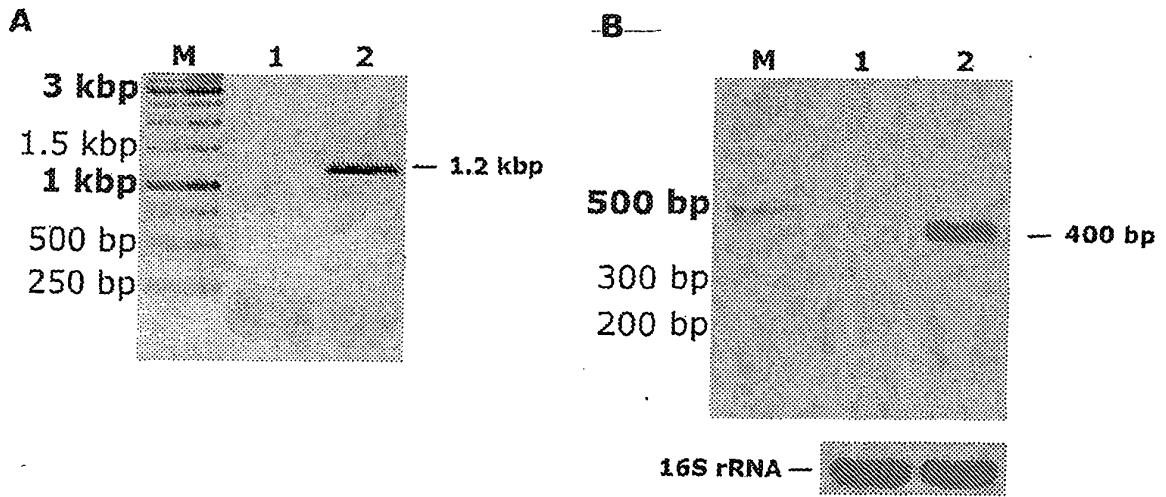 A
M 1 2
3 kbp
1.5 kbp
1.2 kbp
1 kbp
500 bp
250 bp
B
M 1 2
500 bp
400 bp
300 bp
200 bp
16S rRNA